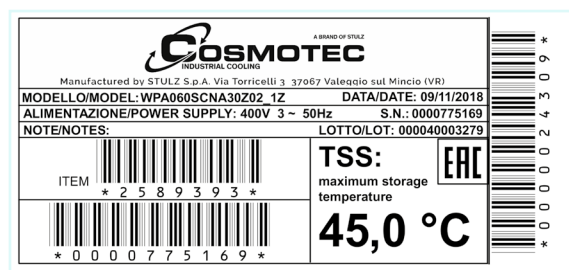 A BRAND OF STULZ
COSMOTEC
INDUSTRIAL COOLING
Manufactured by STULZ S.p.A. Via Torricelli 3 37067 Valeggio sul Mincio (VR)
MODELLO/MODEL: WPA060SCNA30Z02_1Z DATA/DATE: 09/11/2018
ALIMENTAZIONE/POWER SUPPLY: 400V 3 ~ 50Hz S.N.: 0000775169
NOTE/NOTES: LOTTO/LOT: 000040003279
ITEM
*2589393*
*0000775169*
TSS:
EAC
maximum storage
temperature
45,0 °C
*0000024309*